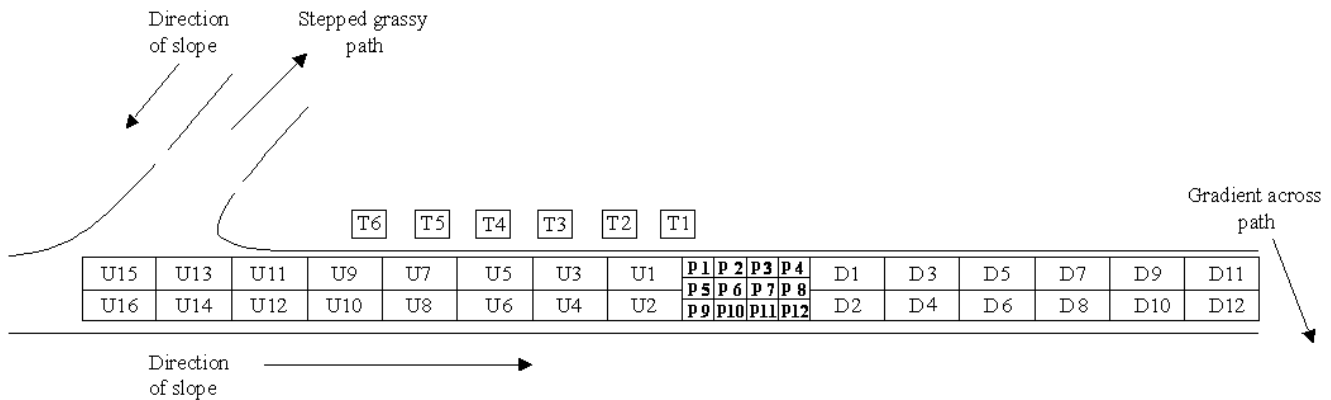 Direction
of slope
Stepped grassy
path
Gradient across
path
T6 T5 T4 T3 T2 T1
U15 U13 U11 U9 U7 U5 U3 U1 P1 P2 P3 P4 D1 D3 D5 D7 D9 D11
P5 P6 P7 P8
U16 U14 U12 U10 U8 U6 U4 U2 P9 P10 P11 P12 D2 D4 D6 D8 D10 D12
Direction
of slope